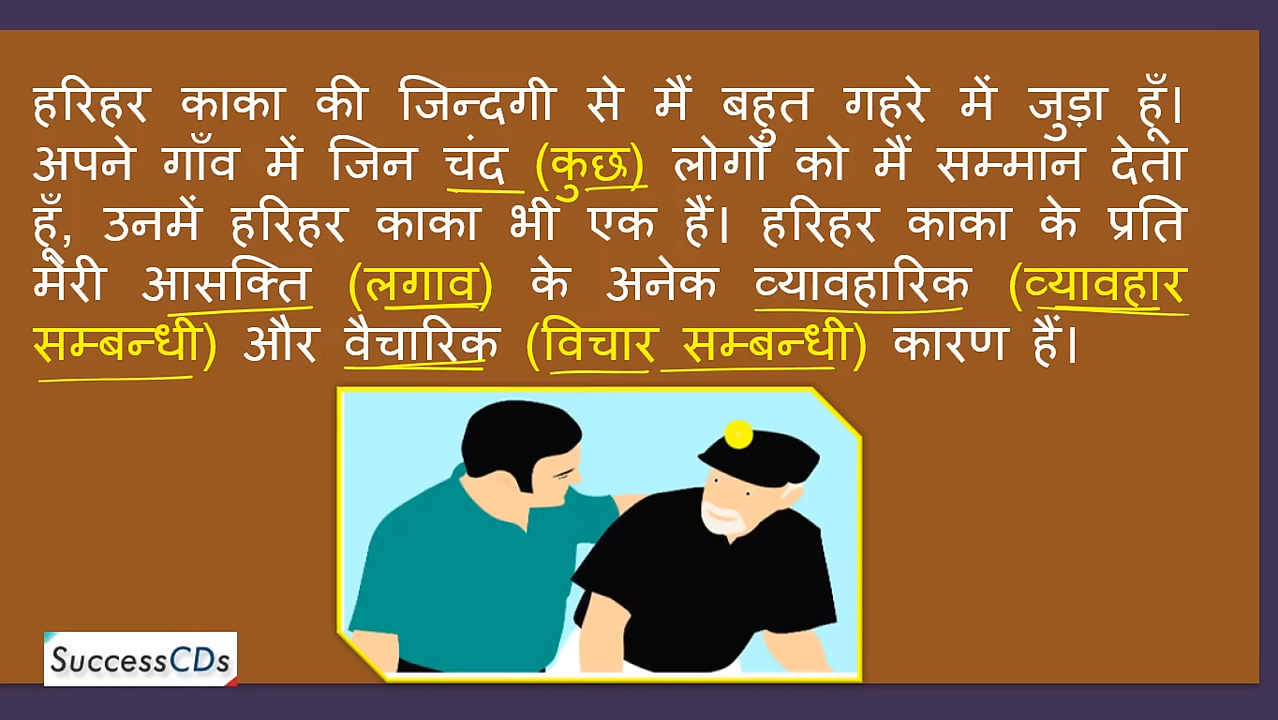 हरिहर काका की जिन्दगी से मैं बहुत गहरे में जुड़ा हूँ।
अपने गाँव में जिन चंद (कुछ) लोगों को मैं सम्मान देता
हूँ, उनमें हरिहर काका भी एक हैं। हरिहर काका के प्रति
मेरी आसक्ति (लगाव) के अनेक व्यावहारिक (व्यावहार
सम्बन्धी) और वैचारिक (विचार सम्बन्धी) कारण हैं।
SuccessCDs